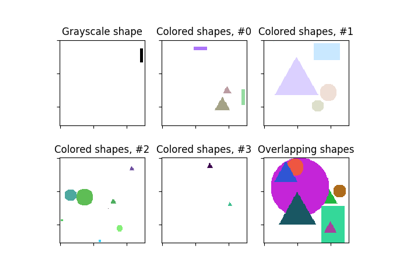 Grayscale shape
Colored shapes, #0
Colored shapes, #1
Colored shapes, #2
Colored shapes, #3
Overlapping shapes